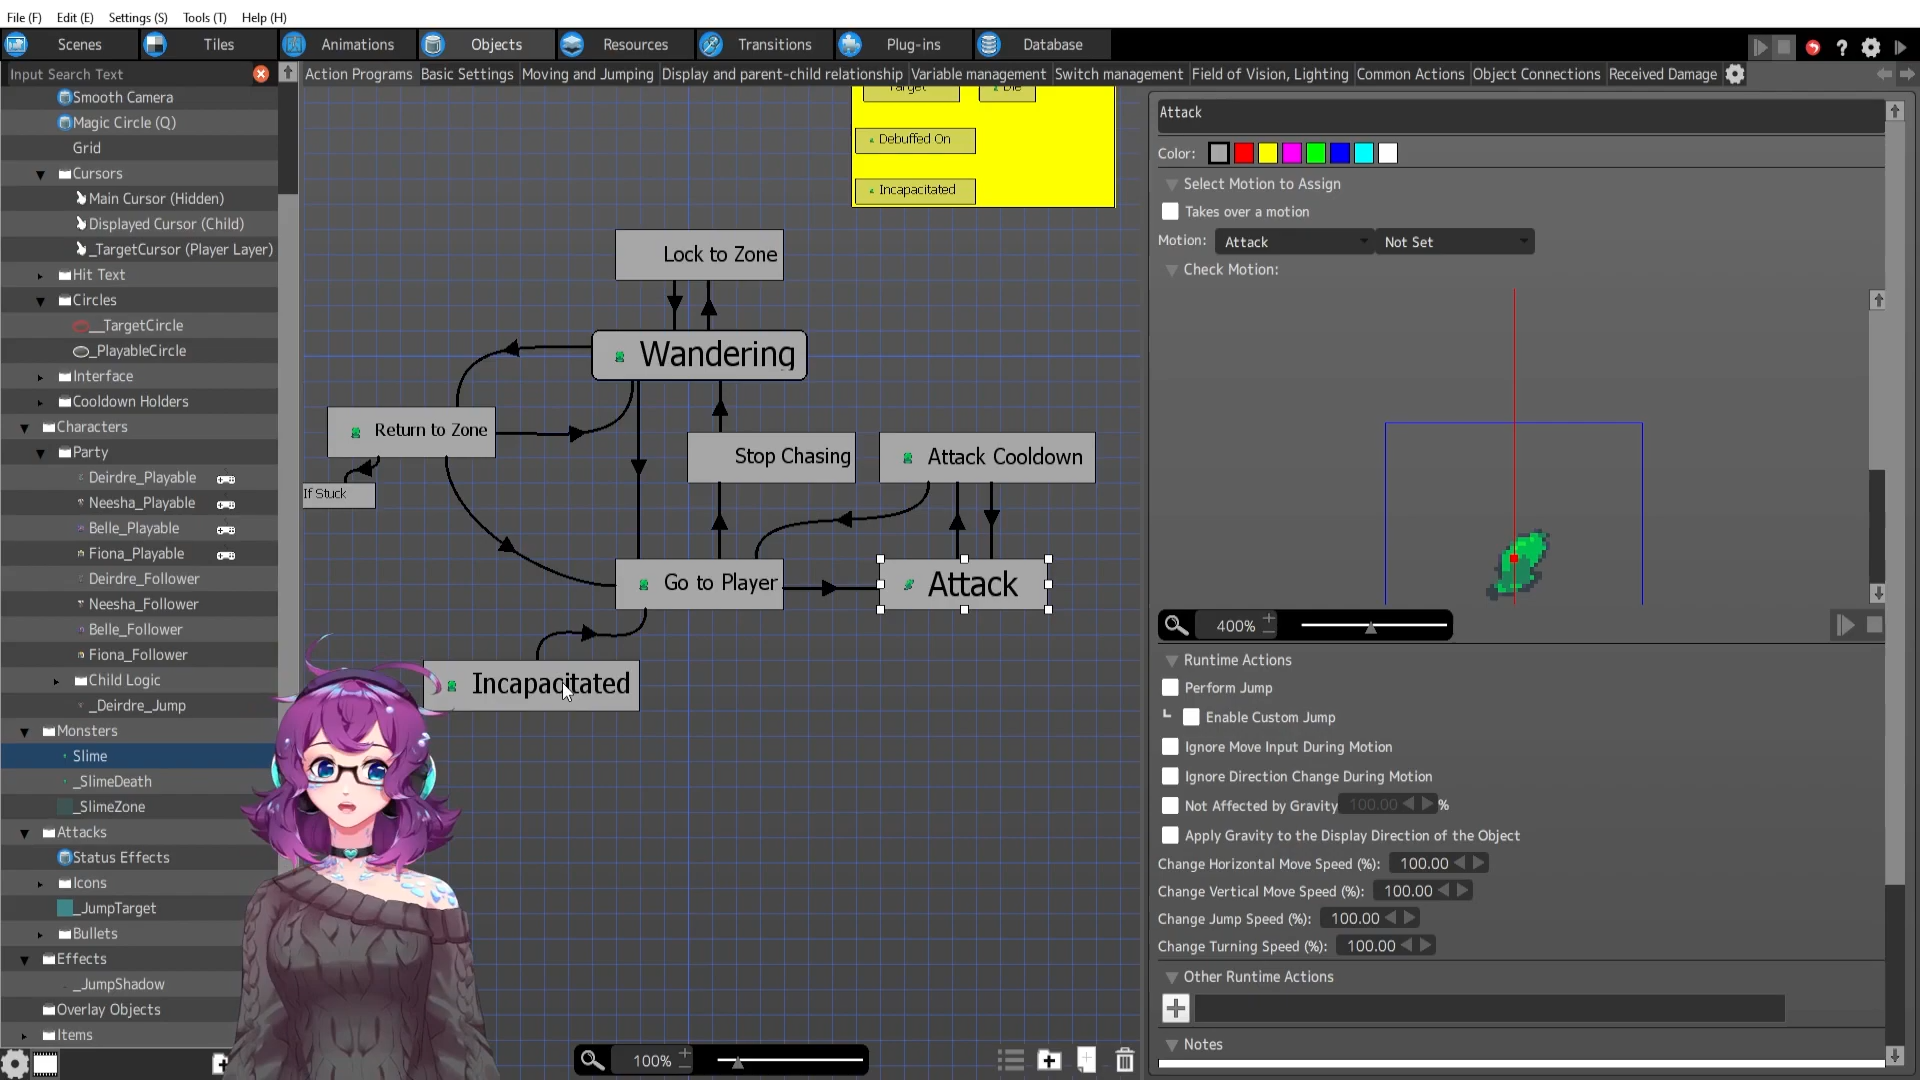 File (F) Edit (E) Settings (S) Tools (T) Help (H)
Scenes Tiles Animations Objects Resources Transitions Plug-ins Database
Input Search Text
Action Programs Basic Settings Moving and Jumping Display and parent-child relationship Variable management Switch management Field of Vision, Lighting Common Actions Object Connections Received Damage
Smooth Camera
Magic Circle (Q)
Grid
Cursors
Main Cursor (Hidden)
Displayed Cursor (Child)
_TargetCursor (Player Layer)
Hit Text
Circles
__TargetCircle
_PlayableCircle
Interface
Cooldown Holders
Characters
Party
Deirdre_Playable
Neesha_Playable
Belle_Playable
Fiona_Playable
Deirdre_Follower
Neesha_Follower
Belle_Follower
Fiona_Follower
Child Logic
_Deirdre_Jump
Monsters
Slime
_SlimeDeath
_SlimeZone
Attacks
Status Effects
Icons
_JumpTarget
Bullets
Effects
_JumpShadow
Overlay Objects
Items
Target Die
Debuffed On
Incapacitated
Lock to Zone
Wandering
Return to Zone
Stop Chasing
Attack Cooldown
If Stuck
Go to Player
Attack
Incapacitated
100%
Attack
Color:
Select Motion to Assign
Takes over a motion
Motion: Attack Not Set
Check Motion:
400%
Runtime Actions
Perform Jump
Enable Custom Jump
Ignore Move Input During Motion
Ignore Direction Change During Motion
Not Affected by Gravity 100.00 %
Apply Gravity to the Display Direction of the Object
Change Horizontal Move Speed (%): 100.00
Change Vertical Move Speed (%): 100.00
Change Jump Speed (%): 100.00
Change Turning Speed (%): 100.00
Other Runtime Actions
Notes